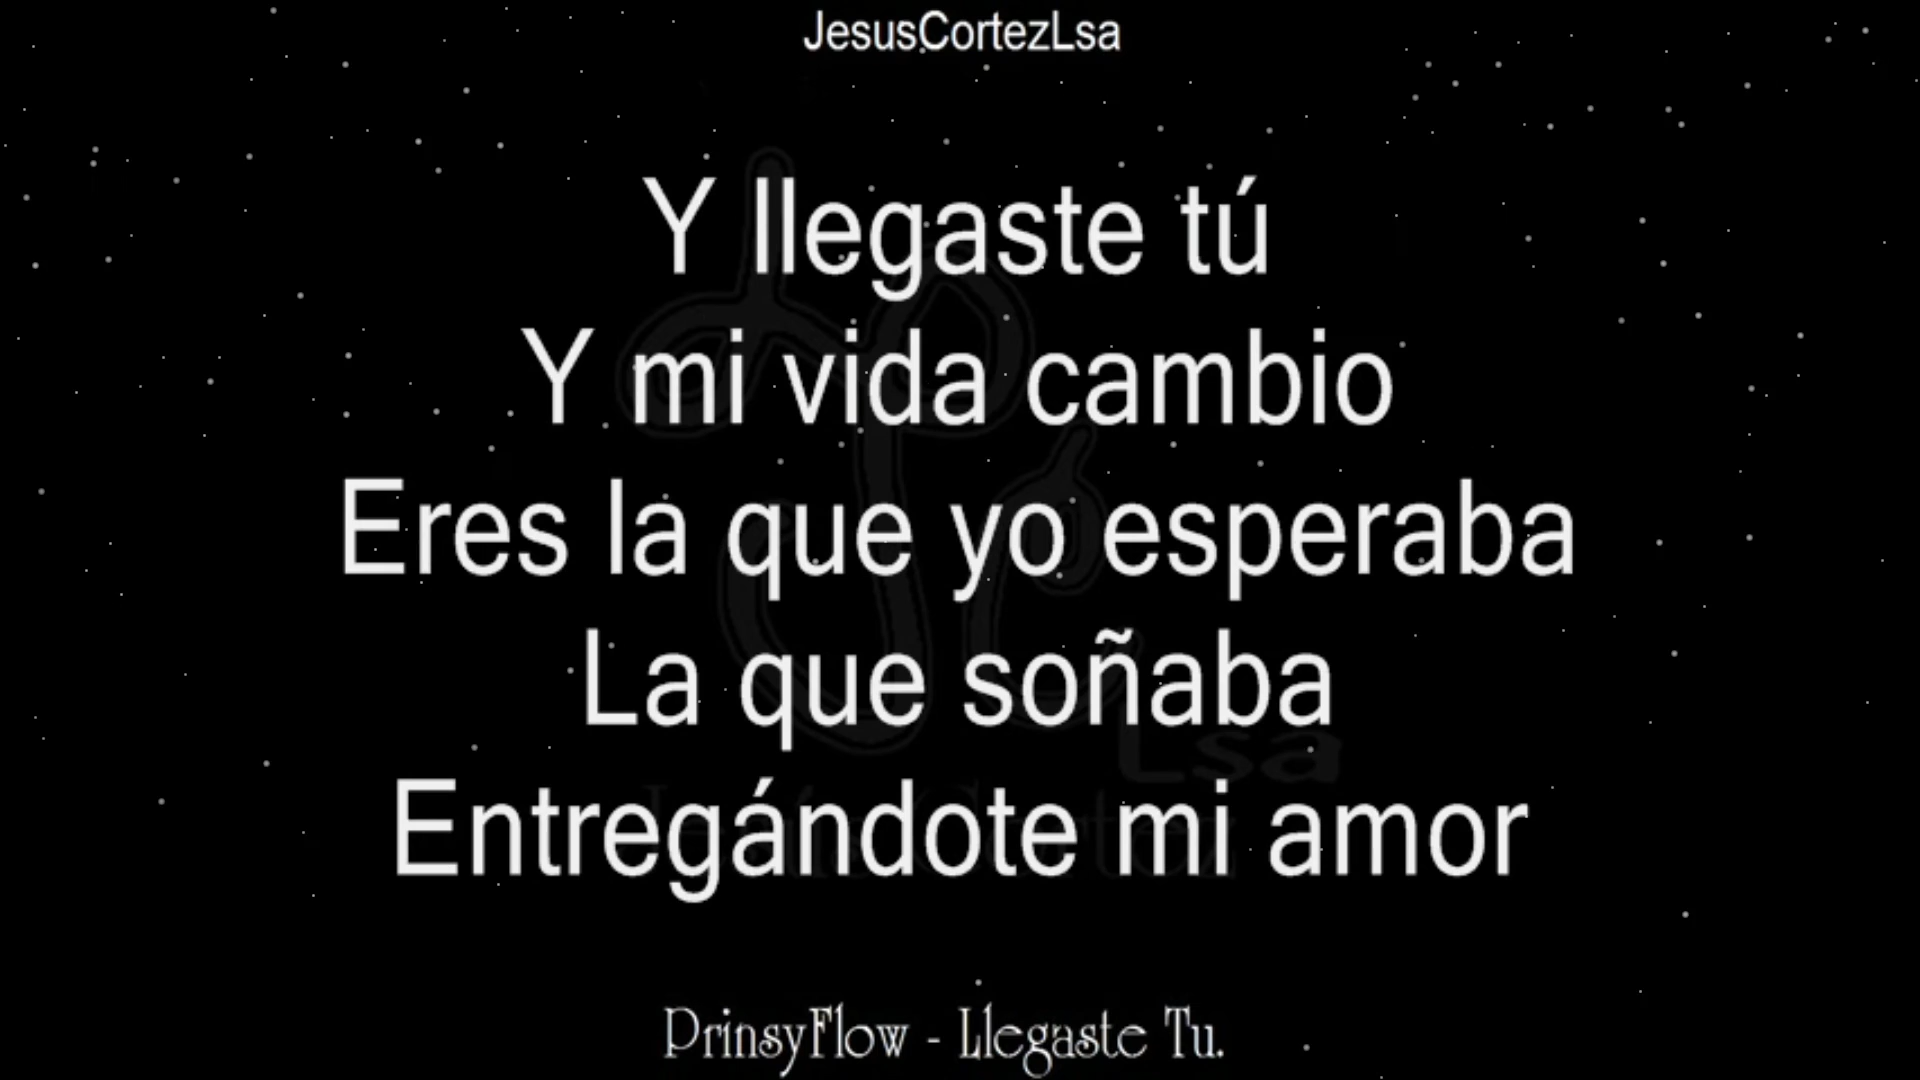 JesusCortezLsa
Y llegaste tú
Y mi vida cambio
Eres la que yo esperaba
La que soñaba
Entregándote mi amor
Lsa
PrinsyFlow - Llegaste Tu.